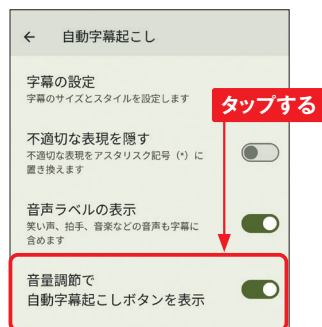 ← 自動字幕起こし
字幕の設定
字幕のサイズとスタイルを設定します
タップする
不適切な表現を隠す
不適切な表現をアスタリスク記号（*）に
置き換えます
音声ラベルの表示
笑い声、拍手、音楽などの音声も字幕に
含めます
音量調節で
自動字幕起こしボタンを表示